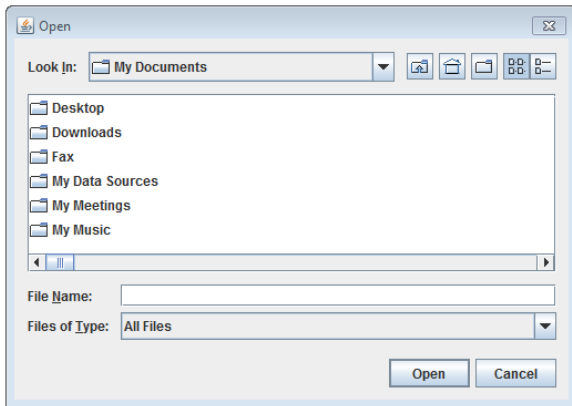 Open
Look In: My Documents
Desktop
Downloads
Fax
My Data Sources
My Meetings
My Music
File Name:
Files of Type: All Files
Open Cancel